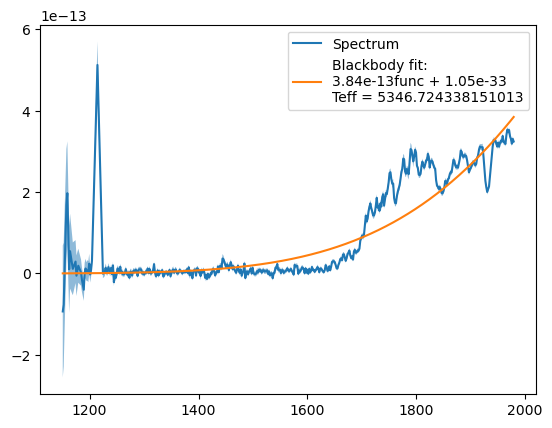 1e−13
6
4
2
0
−2
1200
1400
1600
1800
2000
Spectrum
Blackbody fit:
3.84e-13func + 1.05e-33
Teff = 5346.724338151013